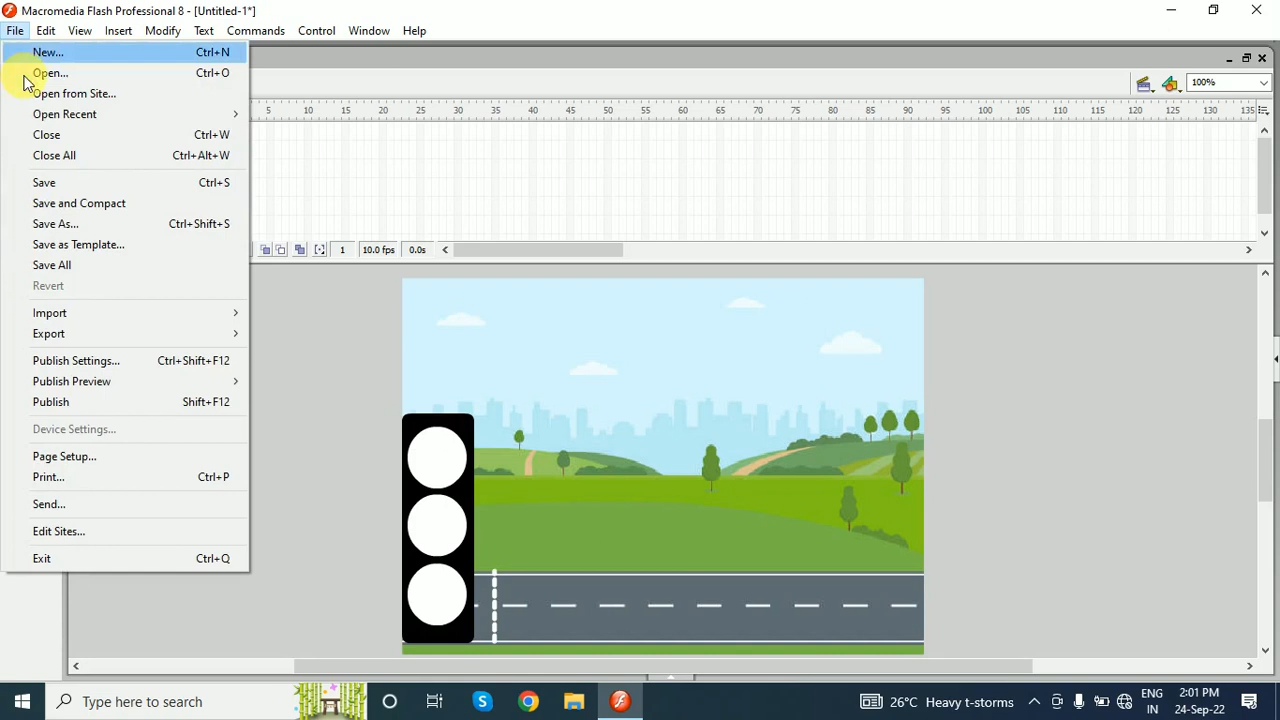 Macromedia Flash Professional 8 - [Untitled-1*]
File Edit View Insert Modify Text Commands Control Window Help
New... Ctrl+N
Open... Ctrl+O
Open from Site...
Open Recent
Close Ctrl+W
Close All Ctrl+Alt+W
Save Ctrl+S
Save and Compact
Save As... Ctrl+Shift+S
Save as Template...
Save All
Revert
Import
Export
Publish Settings... Ctrl+Shift+F12
Publish Preview
Publish Shift+F12
Device Settings...
Page Setup...
Print... Ctrl+P
Send...
Edit Sites...
Exit Ctrl+Q
100%
5 10 15 20 25 30 35 40 45 50 55 60 65 70 75 80 85 90 95 100 105 110 115 120 125 130 135
1 10.0 fps 0.0s
Type here to search
26°C Heavy t-storms
ENG
IN
2:01 PM
24-Sep-22